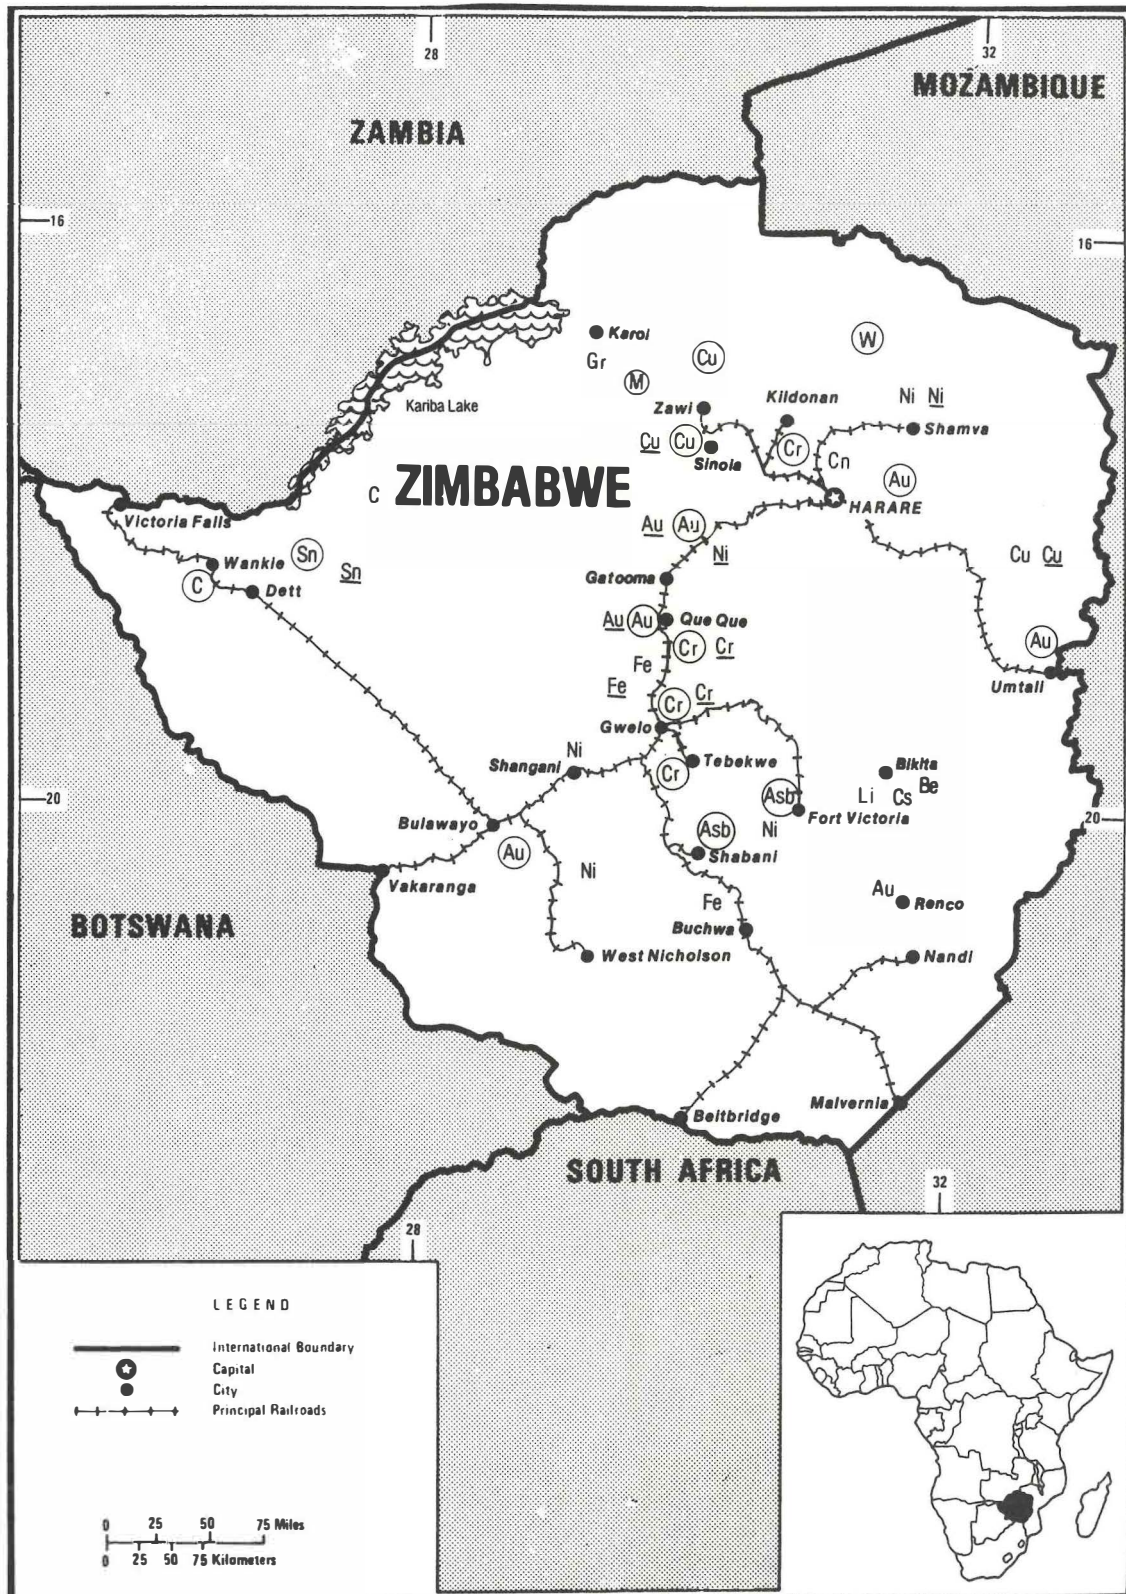 28
32
MOZAMBIQUE
ZAMBIA
16
16
Karoi
W
Gr
Cu
M
Kariba Lake
Zawi
Kildonan
Ni Ni
Shamva
Cu Cu
Sinoia
Cr
Cn
C ZIMBABWE
Au
HARARE
Victoria Falls
Au Au
Ni
Cu Cu
Wankie
Sn
Sn
C
Dett
Gatooma
Au Au
Que Que
Au
Cr Cr
Fe
Umtali
Fe
Cr Cr
Gwelo
Ni
Shangani
Tebekwe
Cr
Bikita
Be
Li Cs
20
Asb
Fort Victoria
20
Bulawayo
Asb
Ni
Au
Shabani
Vakaranga
Ni
Au
Renco
Fe
BOTSWANA
Buchwa
West Nicholson
Nandi
Malvernia
Beitbridge
SOUTH AFRICA
32
28
LEGEND
International Boundary
Capital
City
Principal Railroads
0 25 50 75 Miles
0 25 50 75 Kilometers